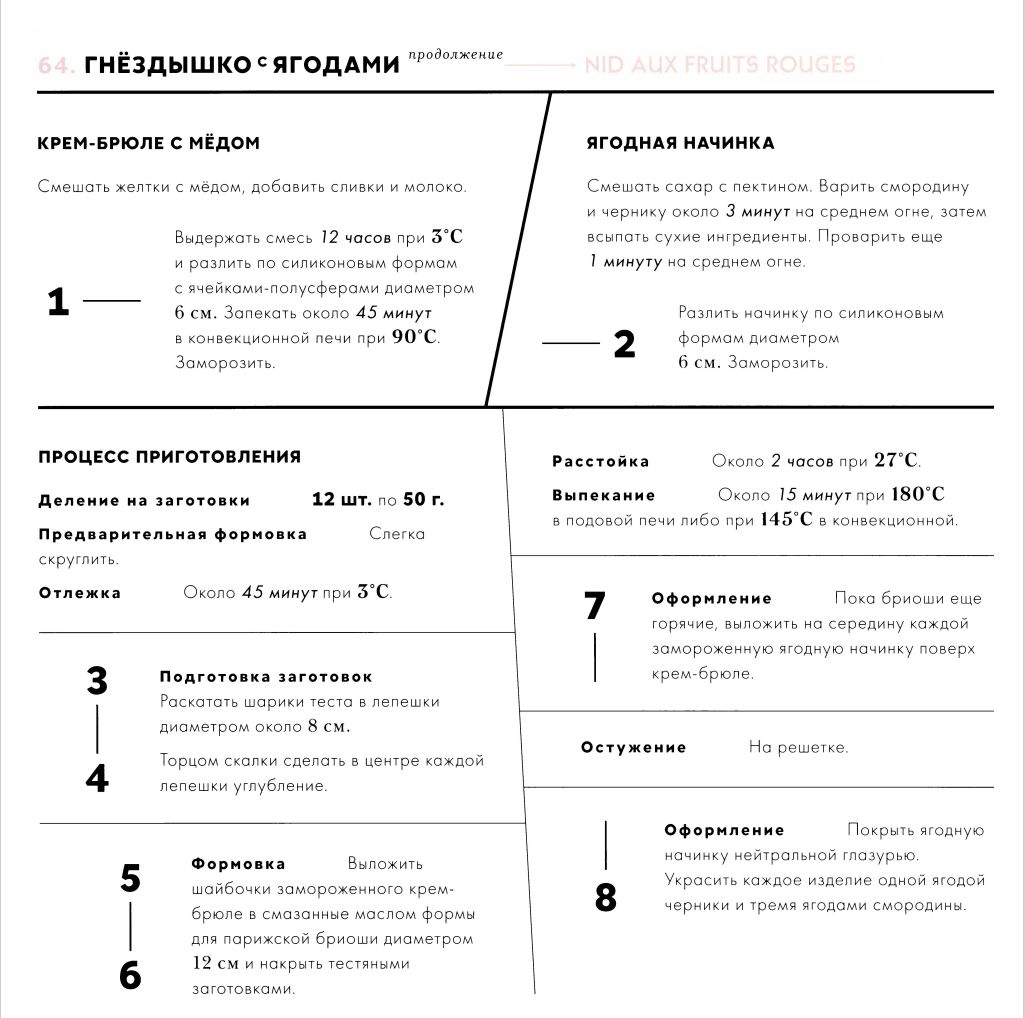 64. ГНЁЗДЫШКО С ЯГОДАМИ продолжение NID AUX FRUITS ROUGES
КРЕМ-БРЮЛЕ С МЁДОМ
Смешать желтки с мёдом, добавить сливки и молоко.
1
Выдержать смесь 12 часов при 3°C
и разлить по силиконовым формам
с ячейками-полусферами диаметром
6 см. Запекать около 45 минут
в конвекционной печи при 90°C.
Заморозить.
ЯГОДНАЯ НАЧИНКА
Смешать сахар с пектином. Варить смородину
и чернику около 3 минут на среднем огне, затем
всыпать сухие ингредиенты. Проварить еще
1 минуту на среднем огне.
2
Разлить начинку по силиконовым
формам диаметром
6 см. Заморозить.
ПРОЦЕСС ПРИГОТОВЛЕНИЯ
Деление на заготовки 12 шт. по 50 г.
Предварительная формовка Слегка
скруглить.
Отлежка Около 45 минут при 3°C.
3
4
Подготовка заготовок
Раскатать шарики теста в лепешки
диаметром около 8 см.
Торцом скалки сделать в центре каждой
лепешки углубление.
5
6
Формовка Выложить
шайбочки замороженного крем-
брюле в смазанные маслом формы
для парижской бриоши диаметром
12 см и накрыть тестяными
заготовками.
Расстойка Около 2 часов при 27°C.
Выпекание Около 15 минут при 180°C
в подовой печи либо при 145°C в конвекционной.
7
Оформление Пока бриоши еще
горячие, выложить на середину каждой
замороженную ягодную начинку поверх
крем-брюле.
Остужение На решетке.
8
Оформление Покрыть ягодную
начинку нейтральной глазурью.
Украсить каждое изделие одной ягодой
черники и тремя ягодами смородины.